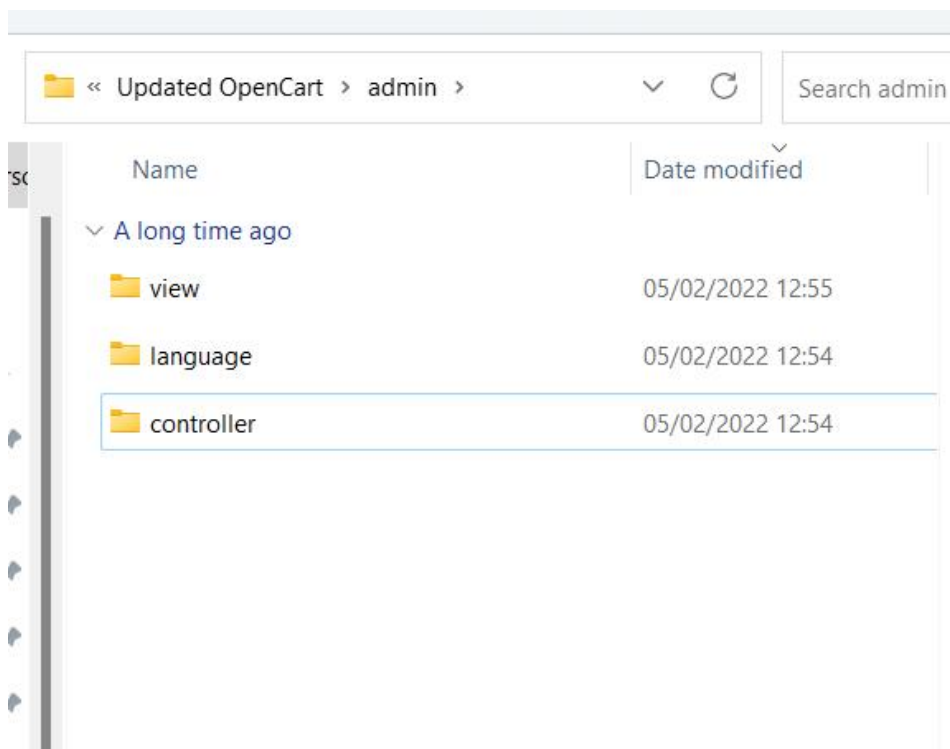 « Updated OpenCart > admin > Search admin
Name Date modified
A long time ago
view 05/02/2022 12:55
language 05/02/2022 12:54
controller 05/02/2022 12:54